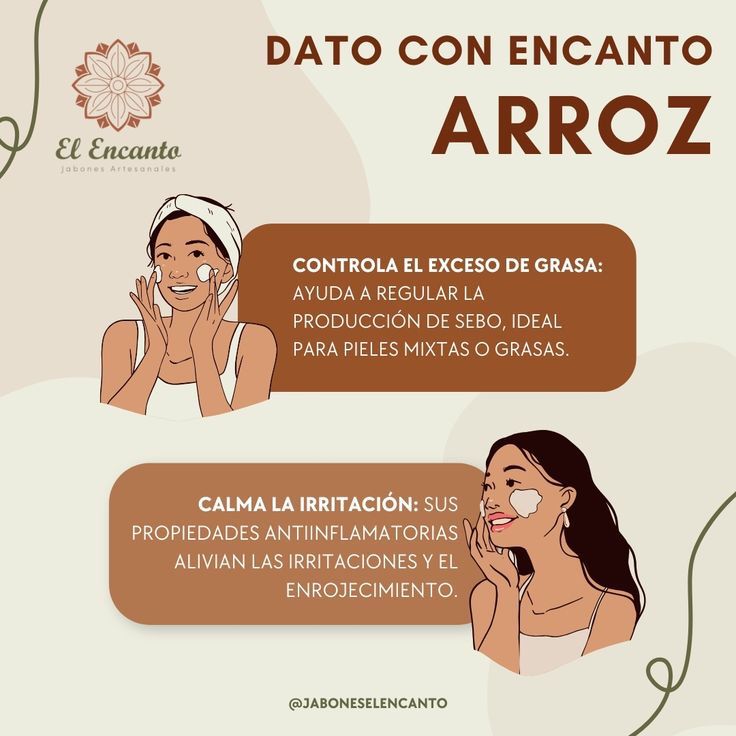 El Encanto
Jabones Artesanales
DATO CON ENCANTO
ARROZ
CONTROLA EL EXCESO DE GRASA:
AYUDA A REGULAR LA
PRODUCCIÓN DE SEBO, IDEAL
PARA PIELES MIXTAS O GRASAS.
CALMA LA IRRITACIÓN: SUS
PROPIEDADES ANTIINFLAMATORIAS
ALIVIAN LAS IRRITACIONES Y EL
ENROJECIMIENTO.
@JABONESELENCANTO